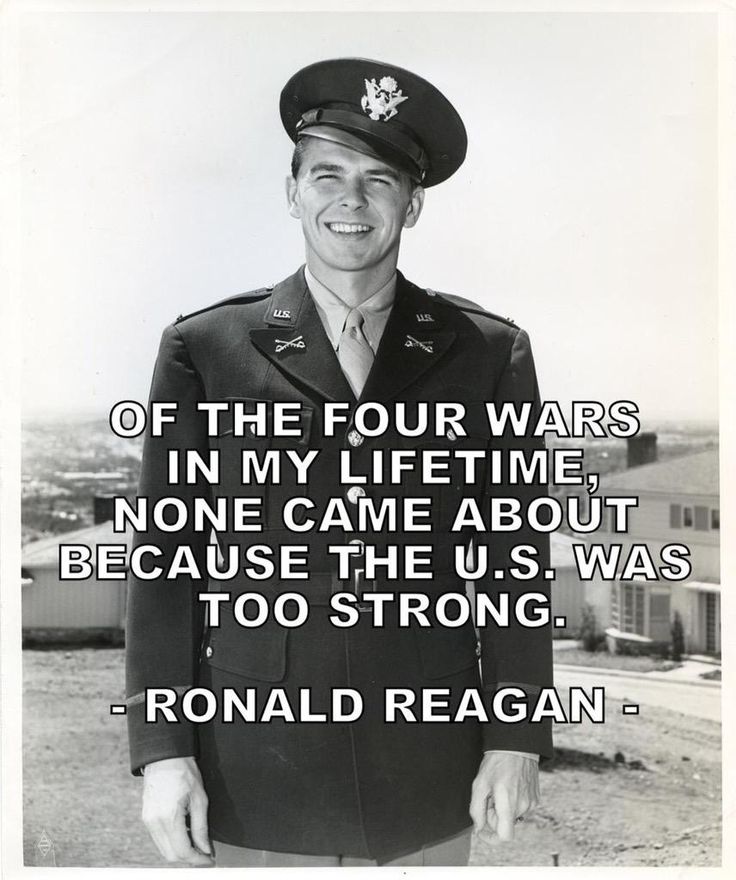 U.S.
U.S.
OF THE FOUR WARS
IN MY LIFETIME,
NONE CAME ABOUT
BECAUSE THE U.S. WAS
TOO STRONG.
- RONALD REAGAN -